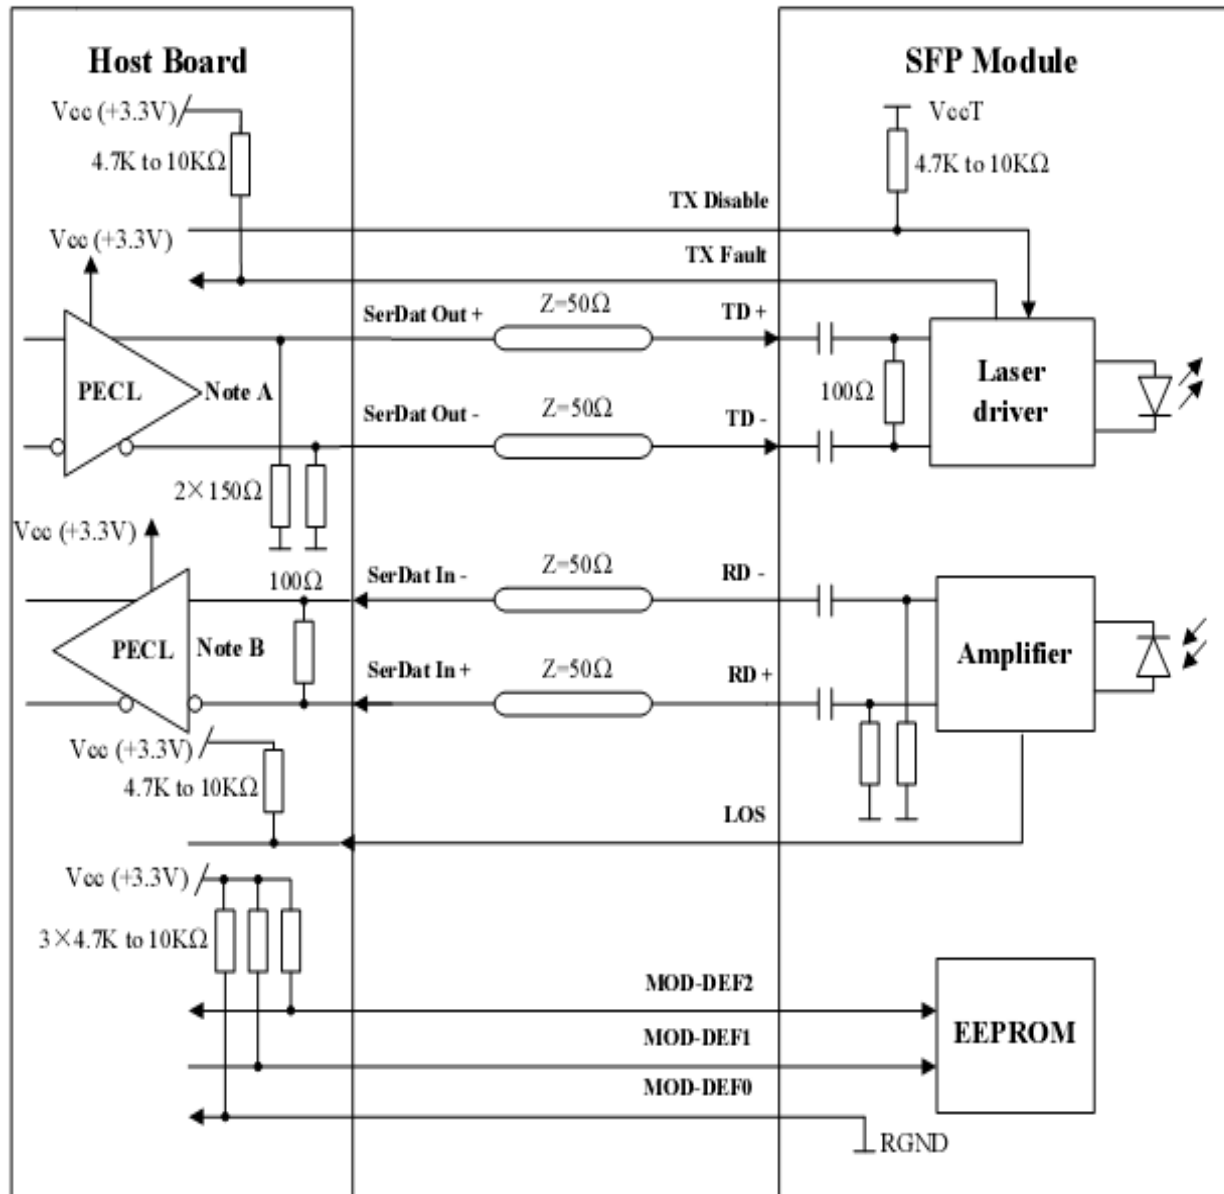 Host Board
SFP Module
Vcc (+3.3V)
VccT
4.7K to 10KΩ
4.7K to 10KΩ
TX Disable
Vcc (+3.3V)
TX Fault
SerDat Out +
Z=50Ω
TD +
PECL
Note A
100Ω
Laser
driver
SerDat Out -
Z=50Ω
TD -
2×150Ω
Vcc (+3.3V)
100Ω
SerDat In -
Z=50Ω
RD -
PECL
Note B
SerDat In +
Z=50Ω
RD +
Amplifier
Vcc (+3.3V)
4.7K to 10KΩ
LOS
Vcc (+3.3V)
3×4.7K to 10KΩ
MOD-DEF2
MOD-DEF1
EEPROM
MOD-DEF0
RGND